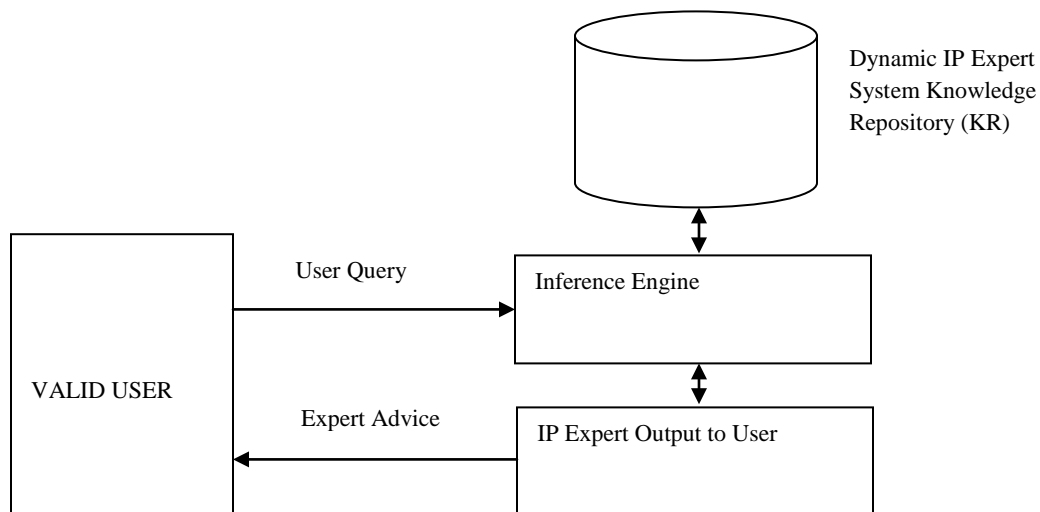 Dynamic IP Expert
System Knowledge
Repository (KR)
User Query
Inference Engine
VALID USER
Expert Advice
IP Expert Output to User